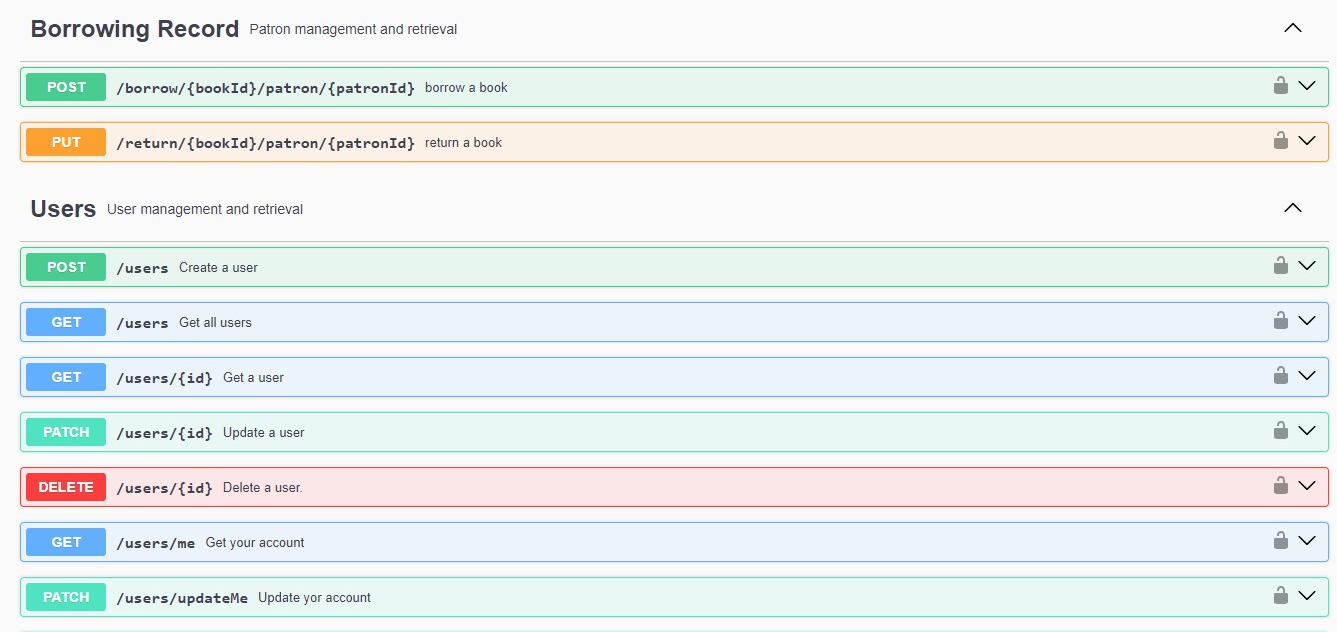 Borrowing Record Patron management and retrieval
POST /borrow/{bookId}/patron/{patronId} borrow a book
PUT /return/{bookId}/patron/{patronId} return a book
Users User management and retrieval
POST /users Create a user
GET /users Get all users
GET /users/{id} Get a user
PATCH /users/{id} Update a user
DELETE /users/{id} Delete a user.
GET /users/me Get your account
PATCH /users/updateMe Update yor account